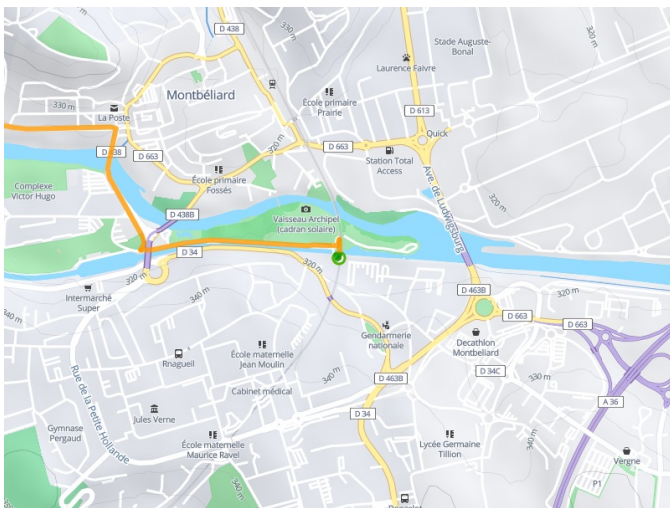 D 438
330 m
Stade Auguste-
Bonal
Laurence Faivre
Montbéliard
École primaire
Prairie
330 m
La Poste
D 613
Quick
320 m
D 663
Station Total
Access
D 438
D 663
École primaire
Fossés
Av. de Ludwigsburg
Complexe
Victor Hugo
320 m
D 438B
Vaisseau Archipel
(cadran solaire)
D 34
320 m
320 m
D 463B
320 m
Intermarché
Super
340 m
340 m
D 663
D 663
Gendarmerie
nationale
Decathlon
Montbeliard
Rnagueil
École maternelle
Jean Moulin
D 34C
340 m
D 463B
330 m
Rue de la Petite Hollande
Cabinet médical
A 36
Jules Verne
D 34
Gymnase
Pergaud
École maternelle
Maurice Ravel
Lycée Germaine
Tillion
340 m
Vergne
P1